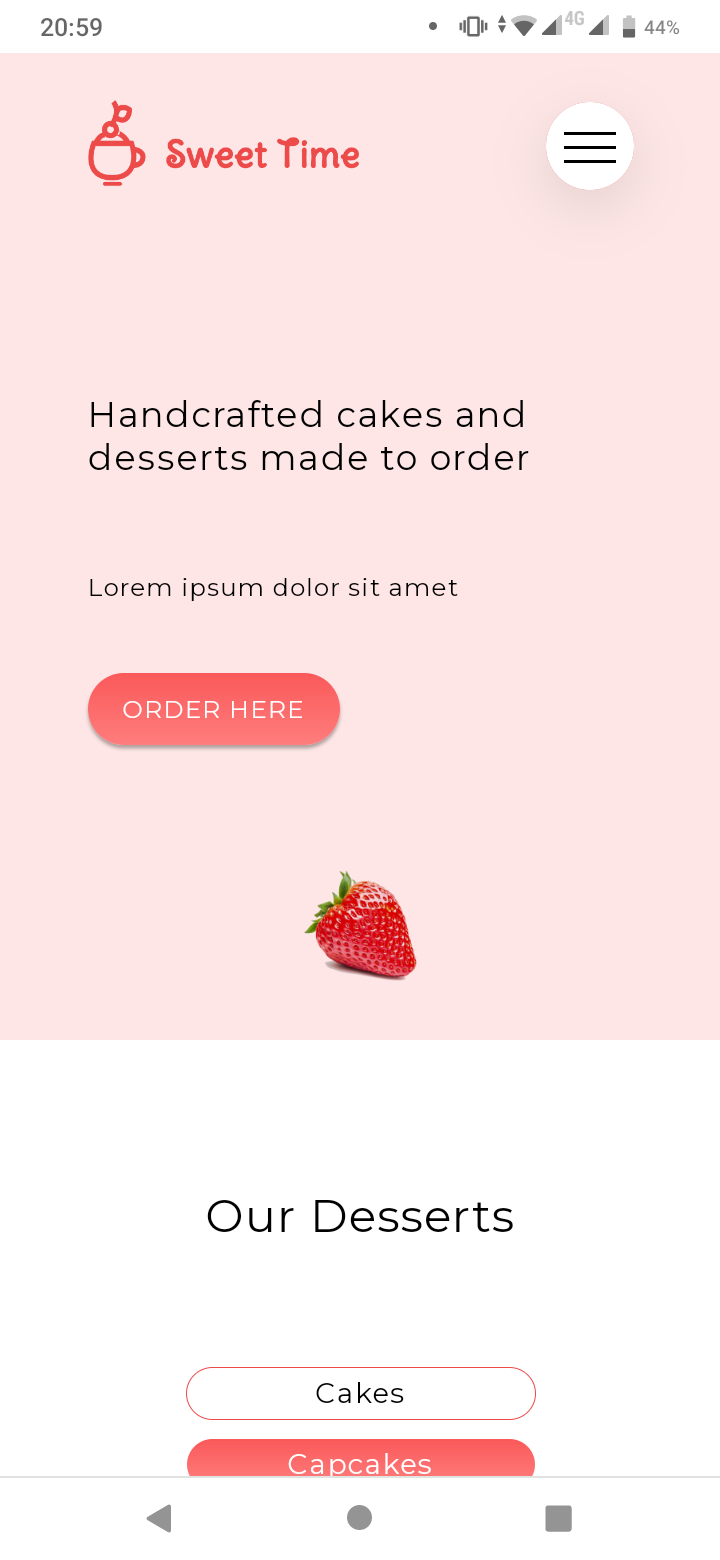 20:59
4G
44%
Sweet Time
Handcrafted cakes and
desserts made to order
Lorem ipsum dolor sit amet
ORDER HERE
Our Desserts
Cakes
Capcakes